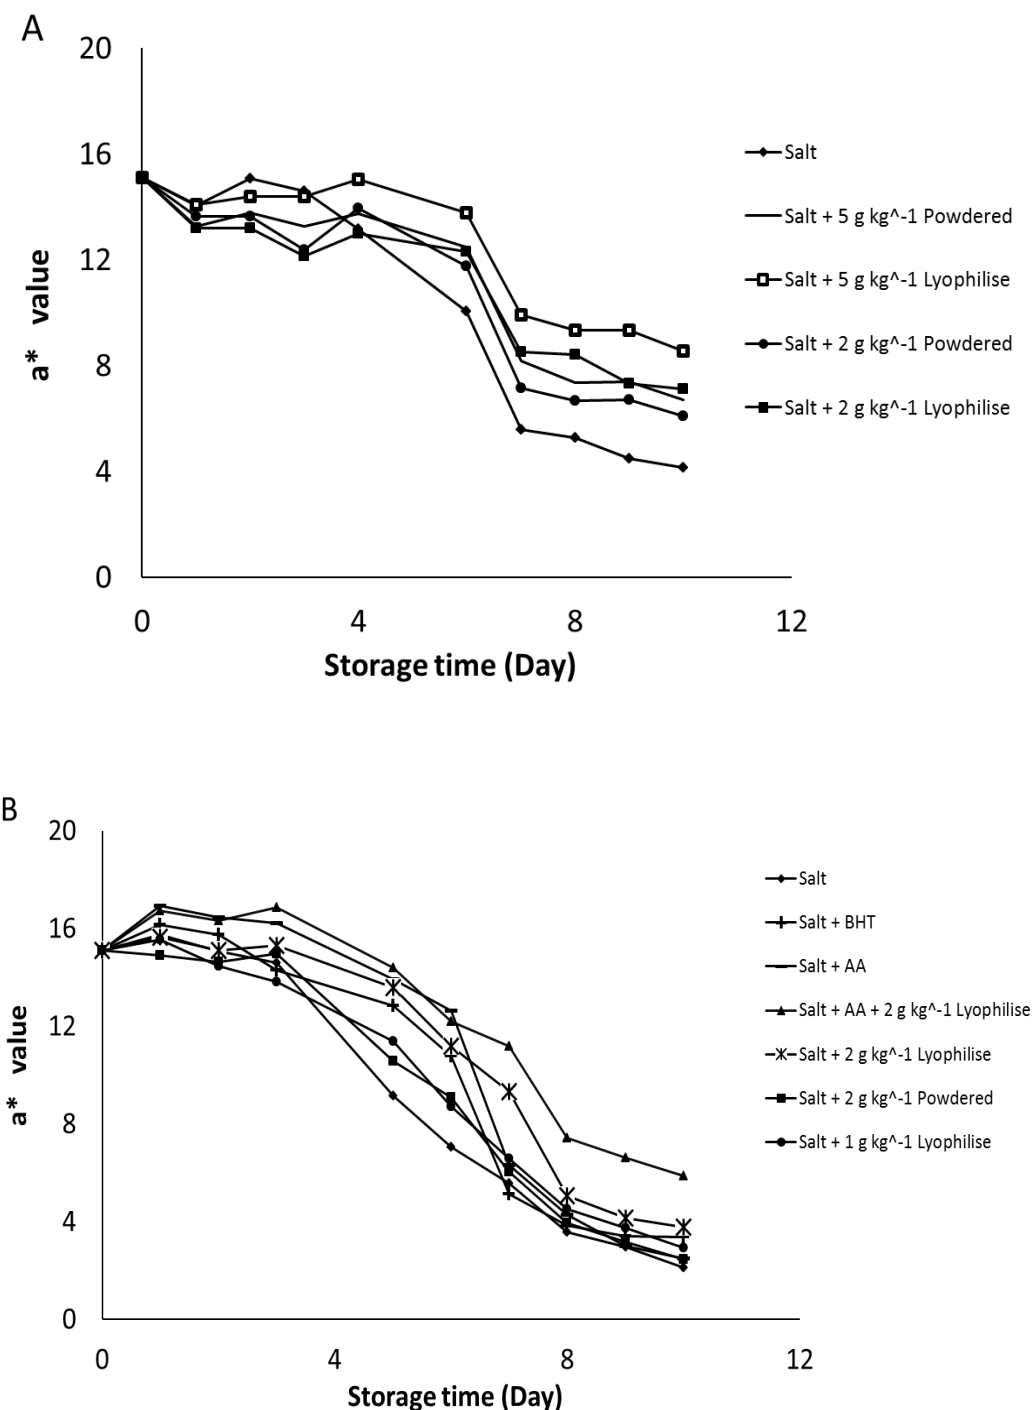 A
20
16
12
8
4
0
a* value
0 4 8 12
Storage time (Day)
Salt
Salt + 5 g kg^-1 Powdered
Salt + 5 g kg^-1 Lyophilise
Salt + 2 g kg^-1 Powdered
Salt + 2 g kg^-1 Lyophilise
B
20
16
12
8
4
0
a* value
0 4 8 12
Storage time (Day)
Salt
Salt + BHT
Salt + AA
Salt + AA + 2 g kg^-1 Lyophilise
Salt + 2 g kg^-1 Lyophilise
Salt + 2 g kg^-1 Powdered
Salt + 1 g kg^-1 Lyophilise